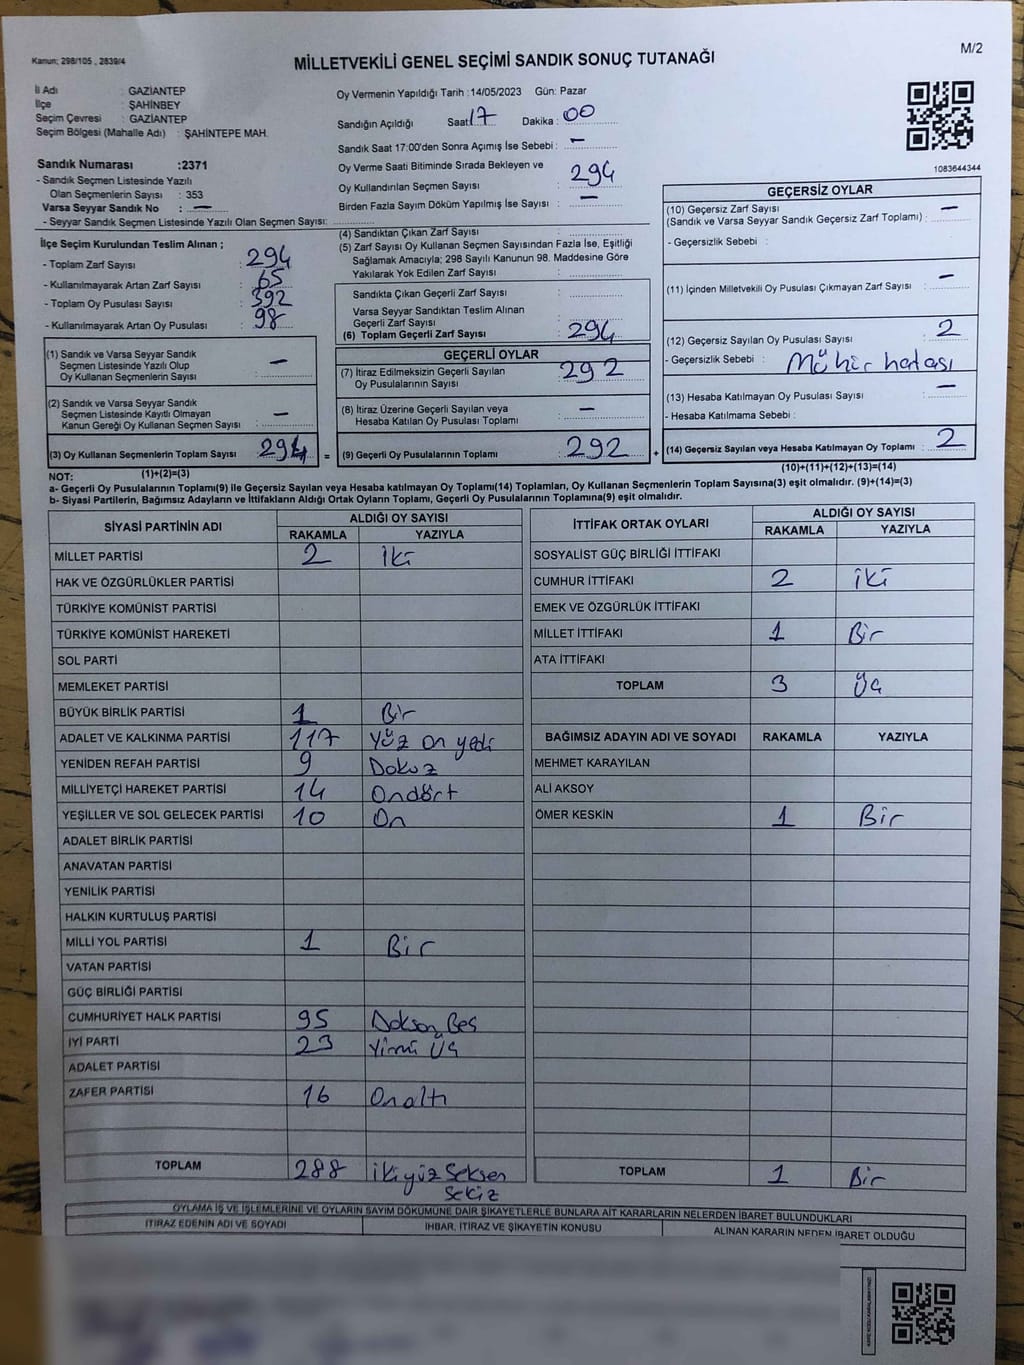 Kanun; 298/105 , 2839/4
MİLLETVEKİLİ GENEL SEÇİMİ SANDIK SONUÇ TUTANAĞI
M/2
İl Adı : GAZİANTEP
İlçe : ŞAHİNBEY
Seçim Çevresi : GAZİANTEP
Seçim Bölgesi (Mahalle Adı) : ŞAHİNTEPE MAH.
Sandık Numarası :2371
- Sandık Seçmen Listesinde Yazılı
Olan Seçmenlerin Sayısı : 353
Varsa Seyyar Sandık No : —
- Seyyar Sandık Seçmen Listesinde Yazılı Olan Seçmen Sayısı:
Oy Vermenin Yapıldığı Tarih :14/05/2023 Gün: Pazar
Sandığın Açıldığı Saat: 17 Dakika : 00
Sandık Saat 17:00'den Sonra Açımış İse Sebebi : —
Oy Verme Saati Bitiminde Sırada Bekleyen ve
Oy Kullandırılan Seçmen Sayısı : 294
Birden Fazla Sayım Döküm Yapılmış İse Sayısı : —
1083644344
İlçe Seçim Kurulundan Teslim Alınan ;
- Toplam Zarf Sayısı : 294
- Kullanılmayarak Artan Zarf Sayısı : 65
- Toplam Oy Pusulası Sayısı : 392
- Kullanılmayarak Artan Oy Pusulası : 98
(4) Sandıktan Çıkan Zarf Sayısı :
(5) Zarf Sayısı Oy Kullanan Seçmen Sayısından Fazla İse, Eşitliği
Sağlamak Amacıyla; 298 Sayılı Kanunun 98. Maddesine Göre
Yakılarak Yok Edilen Zarf Sayısı :
Sandıkta Çıkan Geçerli Zarf Sayısı :
Varsa Seyyar Sandıktan Teslim Alınan
Geçerli Zarf Sayısı :
(6) Toplam Geçerli Zarf Sayısı : 294
GEÇERSİZ OYLAR
(10) Geçersiz Zarf Sayısı —
(Sandık ve Varsa Seyyar Sandık Geçersiz Zarf Toplamı) :
- Geçersizlik Sebebi :
(11) İçinden Milletvekili Oy Pusulası Çıkmayan Zarf Sayısı : —
(12) Geçersiz Sayılan Oy Pusulası Sayısı : 2
- Geçersizlik Sebebi : Mühür hatası
(13) Hesaba Katılmayan Oy Pusulası Sayısı : —
- Hesaba Katılmama Sebebi :
(14) Geçersiz Sayılan veya Hesaba Katılmayan Oy Toplamı : 2
(10)+(11)+(12)+(13)=(14)
(1) Sandık ve Varsa Seyyar Sandık
Seçmen Listesinde Yazılı Olup
Oy Kullanan Seçmenlerin Sayısı : —
(2) Sandık ve Varsa Seyyar Sandık
Seçmen Listesinde Kayıtlı Olmayan
Kanun Gereği Oy Kullanan Seçmen Sayısı : —
(3) Oy Kullanan Seçmenlerin Toplam Sayısı : 294 =
GEÇERLİ OYLAR
(7) İtiraz Edilmeksizin Geçerli Sayılan
Oy Pusulalarının Sayısı : 292
(8) İtiraz Üzerine Geçerli Sayılan veya
Hesaba Katılan Oy Pusulası Toplamı : —
(9) Geçerli Oy Pusulalarının Toplamı : 292 +
NOT: (1)+(2)=(3)
a- Geçerli Oy Pusulalarının Toplamı(9) ile Geçersiz Sayılan veya Hesaba katılmayan Oy Toplamı(14) Toplamları, Oy Kullanan Seçmenlerin Toplam Sayısına(3) eşit olmalıdır. (9)+(14)=(3)
b- Siyasi Partilerin, Bağımsız Adayların ve İttifakların Aldığı Ortak Oyların Toplamı, Geçerli Oy Pusulalarının Toplamına(9) eşit olmalıdır.
SİYASİ PARTİNİN ADI ALDIĞI OY SAYISI
RAKAMLA YAZIYLA
MİLLET PARTİSİ 2 İki
HAK VE ÖZGÜRLÜKLER PARTİSİ
TÜRKİYE KOMÜNİST PARTİSİ
TÜRKİYE KOMÜNİST HAREKETİ
SOL PARTİ
MEMLEKET PARTİSİ
BÜYÜK BİRLİK PARTİSİ 1 Bir
ADALET VE KALKINMA PARTİSİ 117 Yüz on yedi
YENİDEN REFAH PARTİSİ 9 Dokuz
MİLLİYETÇİ HAREKET PARTİSİ 14 Ondört
YEŞİLLER VE SOL GELECEK PARTİSİ 10 On
ADALET BİRLİK PARTİSİ
ANAVATAN PARTİSİ
YENİLİK PARTİSİ
HALKIN KURTULUŞ PARTİSİ
MİLLİ YOL PARTİSİ 1 Bir
VATAN PARTİSİ
GÜÇ BİRLİĞİ PARTİSİ
CUMHURİYET HALK PARTİSİ 95 Doksan Beş
İYİ PARTİ 23 Yirmi Üç
ADALET PARTİSİ
ZAFER PARTİSİ 16 Onaltı
TOPLAM 288 İkiyüz Seksen
Sekiz
İTTİFAK ORTAK OYLARI ALDIĞI OY SAYISI
RAKAMLA YAZIYLA
SOSYALİST GÜÇ BİRLİĞİ İTTİFAKI
CUMHUR İTTİFAKI 2 İki
EMEK VE ÖZGÜRLÜK İTTİFAKI
MİLLET İTTİFAKI 1 Bir
ATA İTTİFAKI
TOPLAM 3 Üç
BAĞIMSIZ ADAYIN ADI VE SOYADI RAKAMLA YAZIYLA
MEHMET KARAYILAN
ALİ AKSOY
ÖMER KESKİN 1 Bir
TOPLAM 1 Bir
OYLAMA İŞ VE İŞLEMLERİNE VE OYLARIN SAYIM DÖKÜMÜNE DAİR ŞİKAYETLERLE BUNLARA AİT KARARLARIN NELERDEN İBARET BULUNDUKLARI
İTİRAZ EDENİN ADI VE SOYADI İHBAR, İTİRAZ VE ŞİKAYETİN KONUSU ALINAN KARARIN NEDEN İBARET OLDUĞU